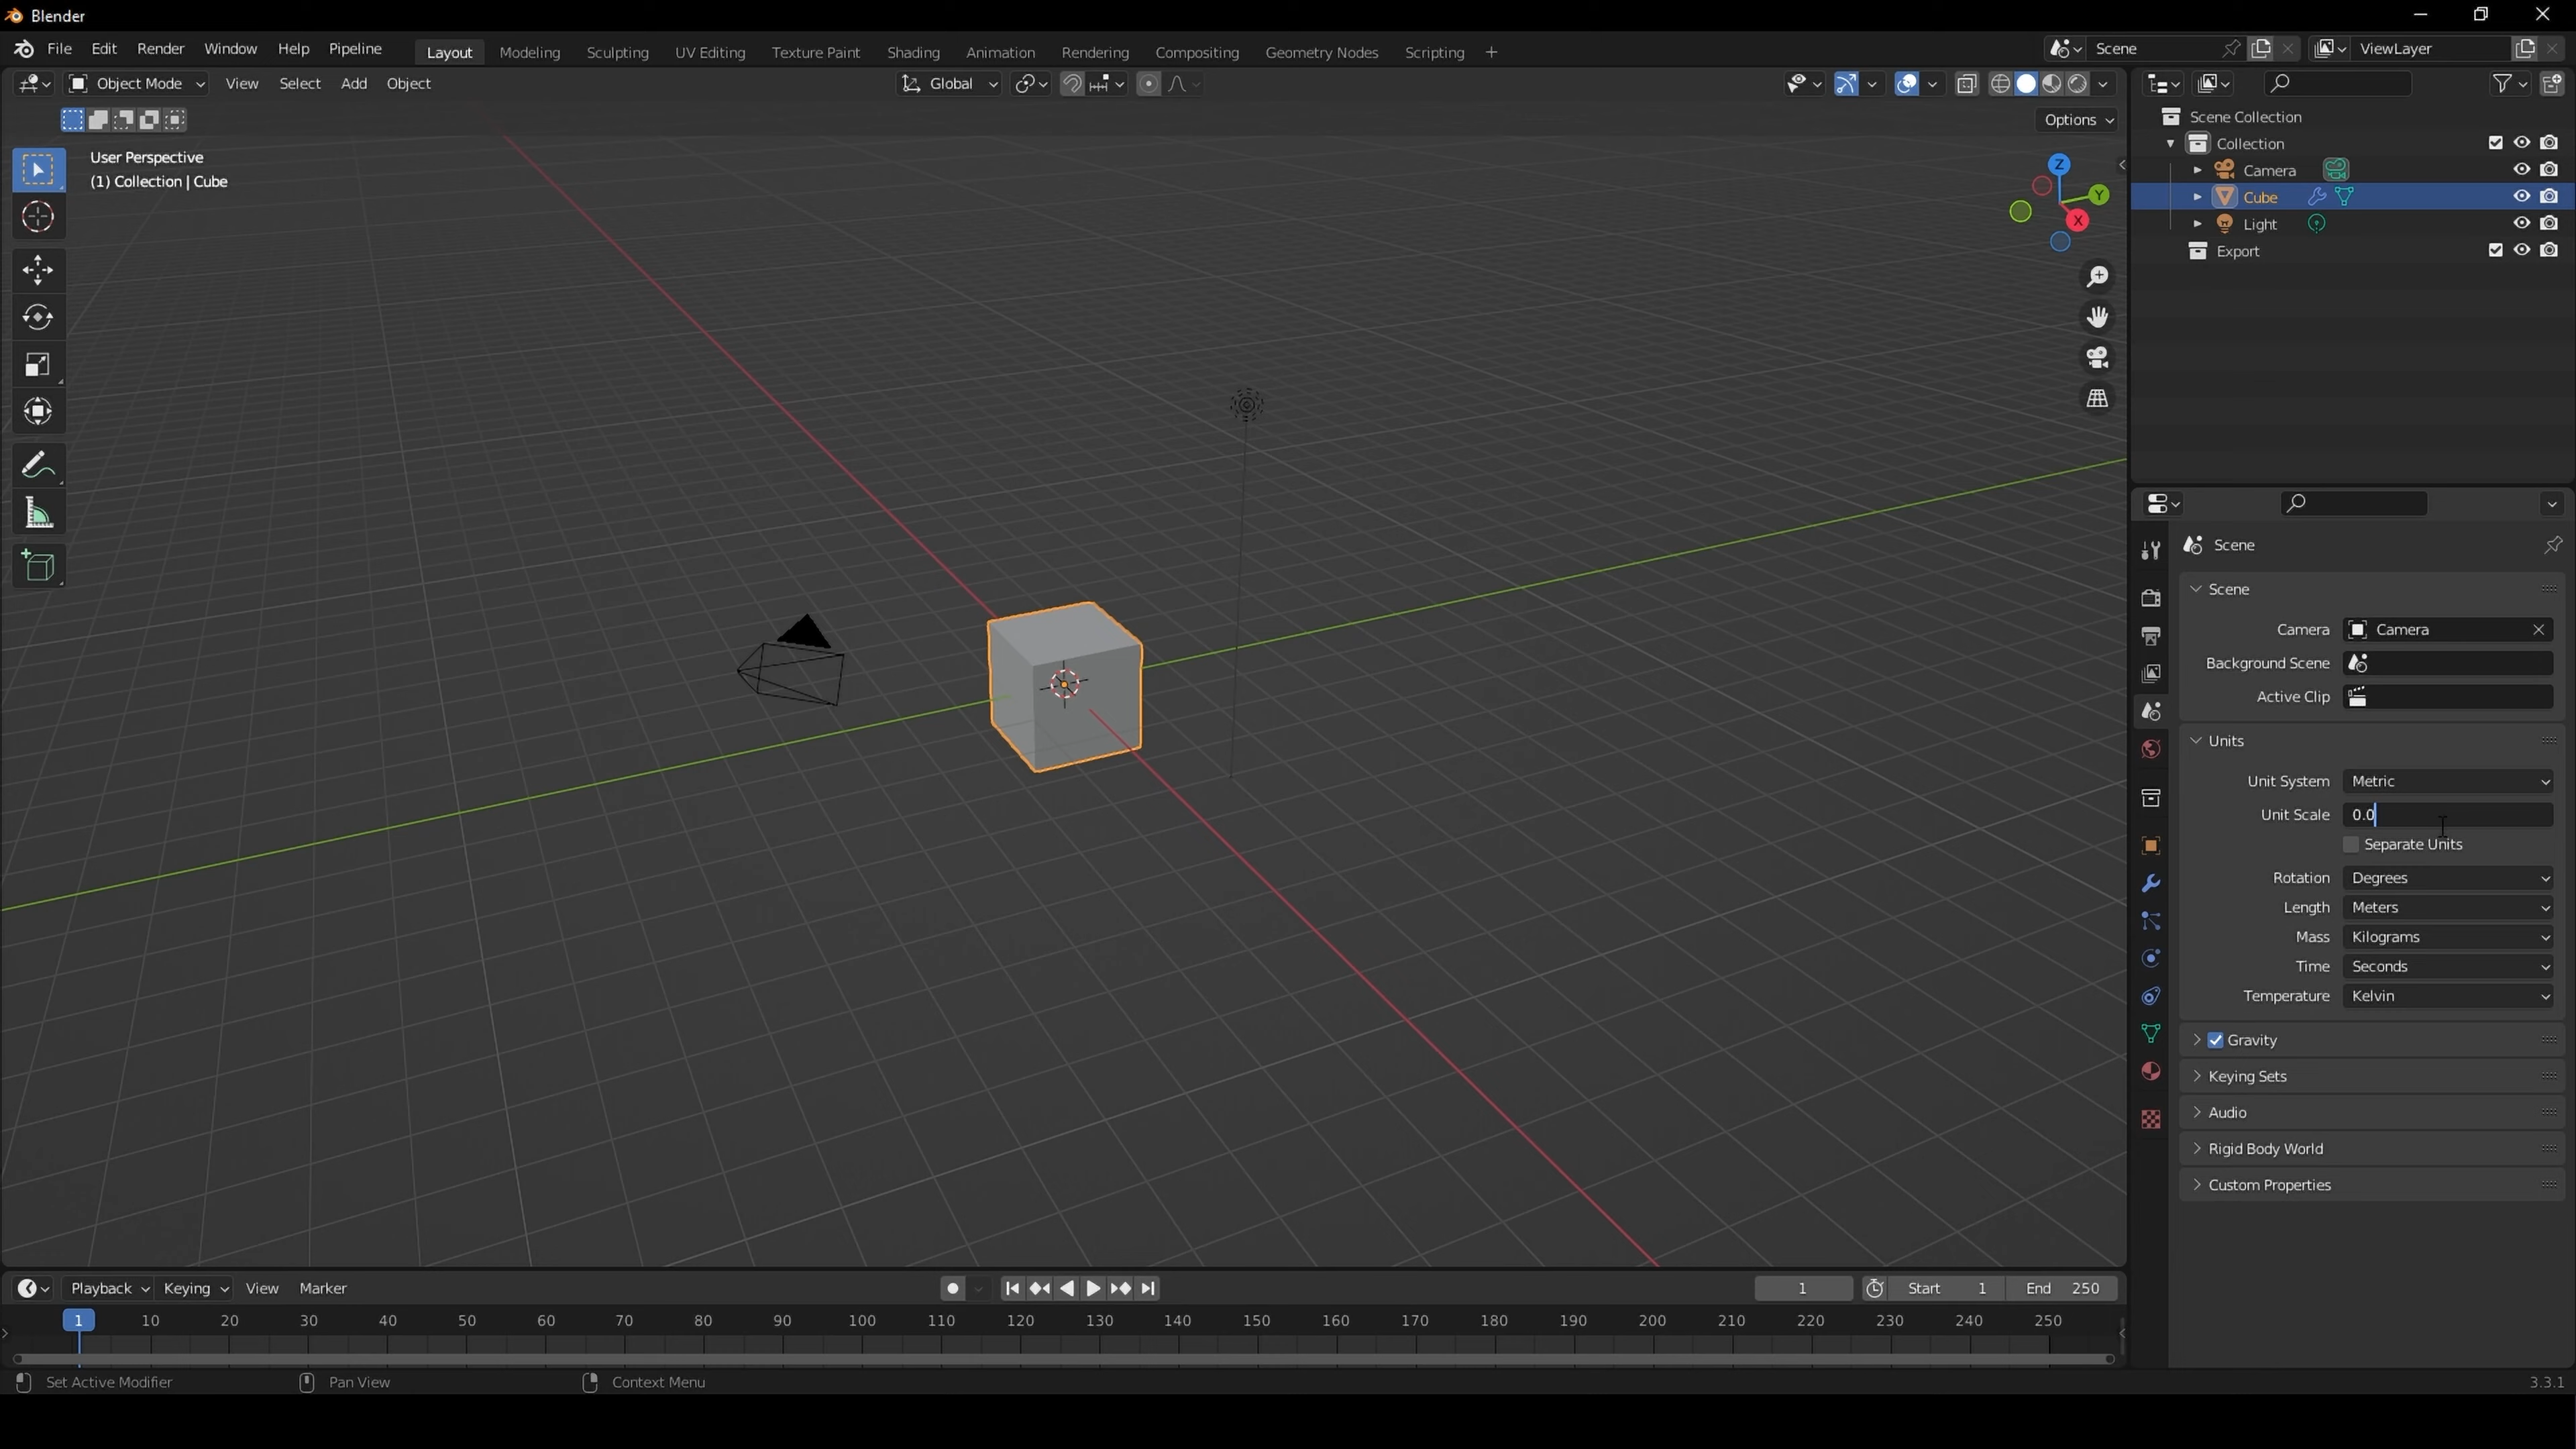 Blender
File Edit Render Window Help Pipeline Layout Modeling Sculpting UV Editing Texture Paint Shading Animation Rendering Compositing Geometry Nodes Scripting + Scene ViewLayer
Object Mode View Select Add Object Global
Options
User Perspective
(1) Collection | Cube
Z
Y
X
Scene Collection
Collection
Camera
Cube
Light
Export
Scene
Scene
Camera Camera
Background Scene
Active Clip
Units
Unit System Metric
Unit Scale 0.0
Separate Units
Rotation Degrees
Length Meters
Mass Kilograms
Time Seconds
Temperature Kelvin
Gravity
Keying Sets
Audio
Rigid Body World
Custom Properties
Playback Keying View Marker 1 Start 1 End 250
1 10 20 30 40 50 60 70 80 90 100 110 120 130 140 150 160 170 180 190 200 210 220 230 240 250
Set Active Modifier Pan View Context Menu 3.3.1